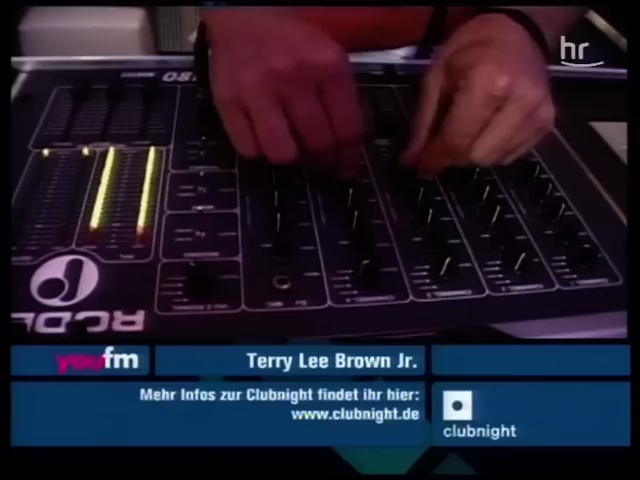 hr
youfm
Terry Lee Brown Jr.
Mehr Infos zur Clubnight findet ihr hier:
www.clubnight.de
clubnight